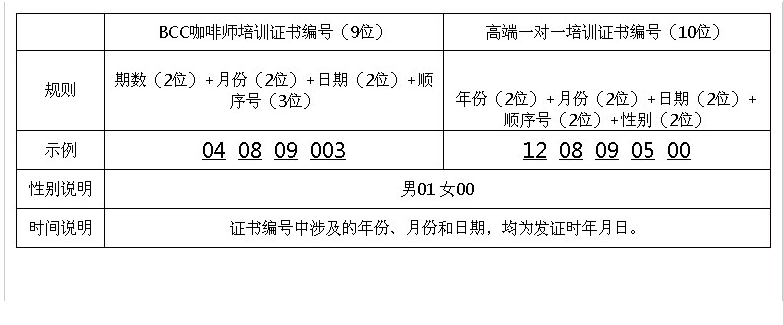 BCC咖啡师培训证书编号（9位） 高端一对一培训证书编号（10位）
规则 期数（2位）+月份（2位）+日期（2位）+顺
序号（3位）
年份（2位）+月份（2位）+日期（2位）+
顺序号（2位）+性别（2位）
示例 04 08 09 003 12 08 09 05 00
性别说明 男01 女00
时间说明 证书编号中涉及的年份、月份和日期，均为发证时年月日。